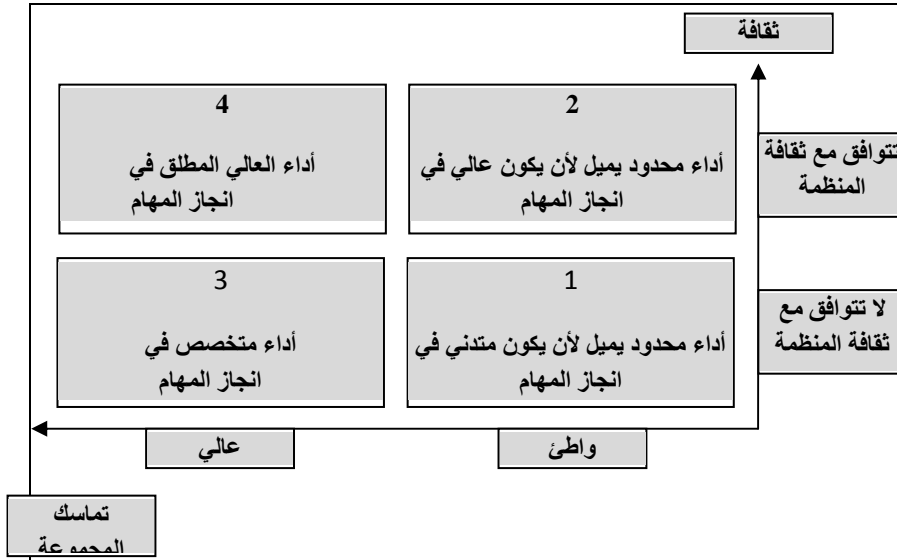 ثقافة
2
أداء محدود يميل لأن يكون عالي في
انجاز المهام
4
أداء العالي المطلق في
انجاز المهام
تتوافق مع ثقافة
المنظمة
1
أداء محدود يميل لأن يكون متدني في
انجاز المهام
3
أداء متخصص في
انجاز المهام
لا تتوافق مع
ثقافة المنظمة
واطئ
عالي
تماسك
المجموعة